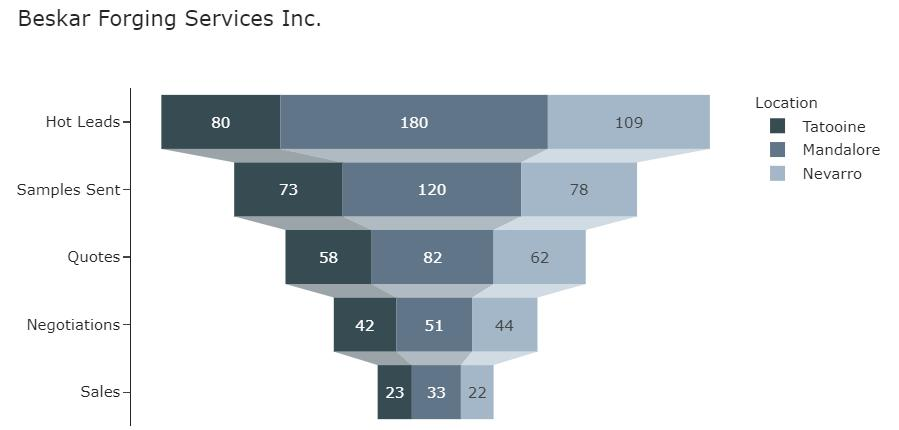 Beskar Forging Services Inc.
Hot Leads 80 180 109
Samples Sent 73 120 78
Quotes 58 82 62
Negotiations 42 51 44
Sales 23 33 22
Location
Tatooine
Mandalore
Nevarro